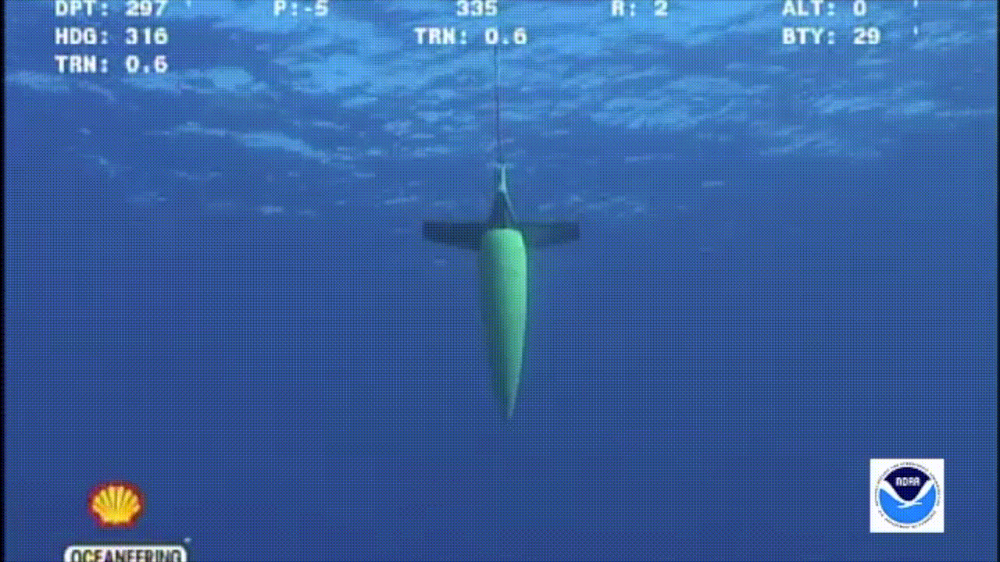 DPT: 297 ' P:-5 335 R: 2 ALT: 0 '
HDG: 316 TRN: 0.6 BTY: 29 '
TRN: 0.6
NOAA
OCEANEERING